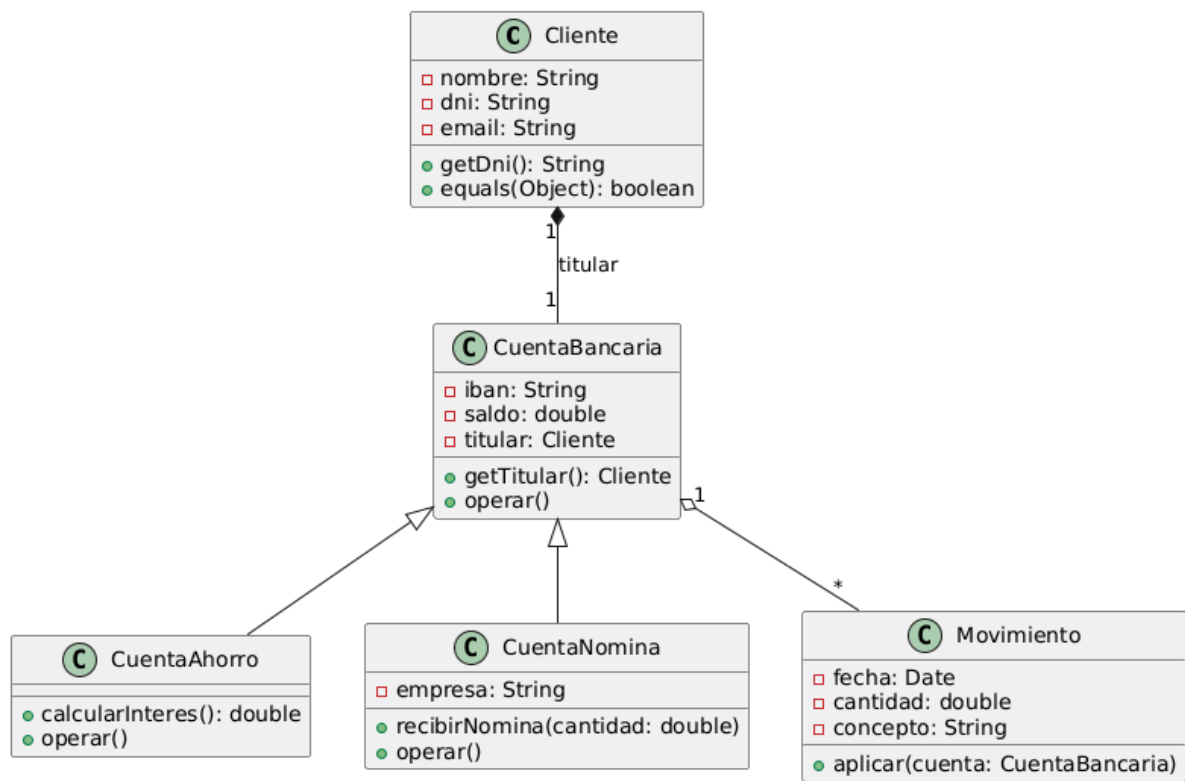 C Cliente
nombre: String
dni: String
email: String
getDni(): String
equals(Object): boolean
1
titular
1
C CuentaBancaria
iban: String
saldo: double
titular: Cliente
getTitular(): Cliente
operar()
1
*
C CuentaAhorro
calcularInteres(): double
operar()
C CuentaNomina
empresa: String
recibirNomina(cantidad: double)
operar()
C Movimiento
fecha: Date
cantidad: double
concepto: String
aplicar(cuenta: CuentaBancaria)